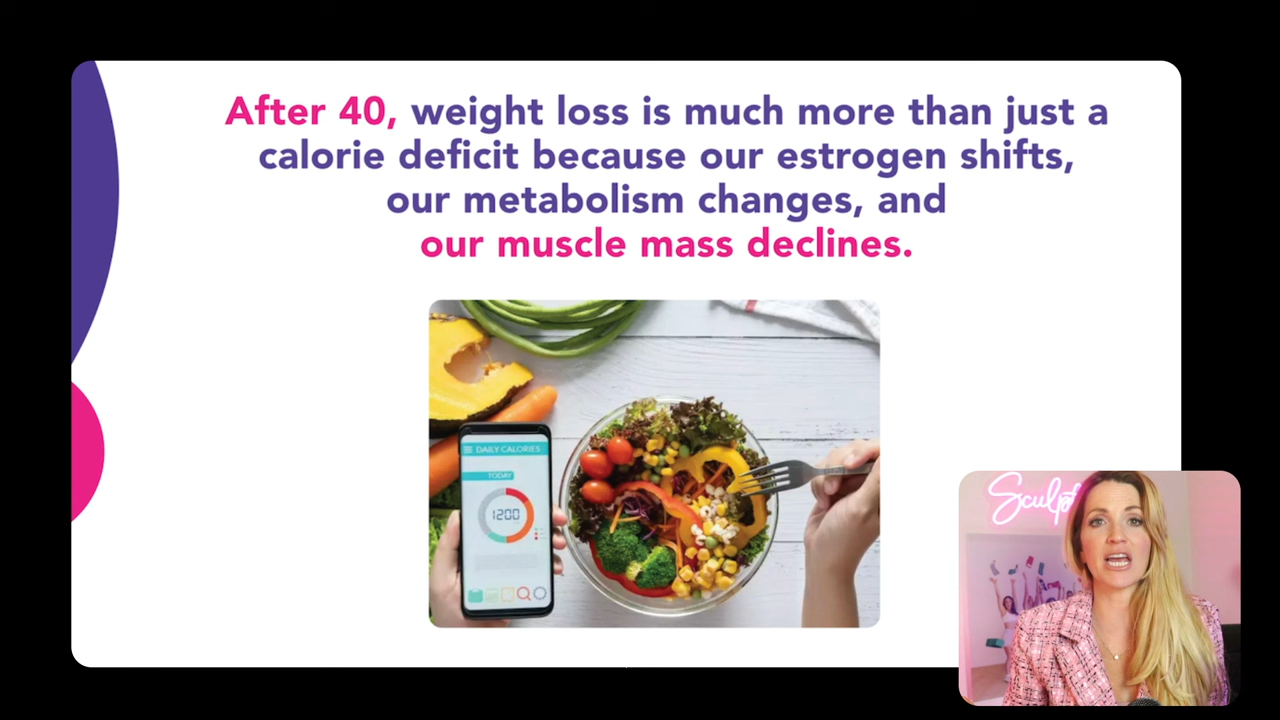 After 40, weight loss is much more than just a
calorie deficit because our estrogen shifts,
our metabolism changes, and
our muscle mass declines.
DAILY CALORIES
TODAY
1200